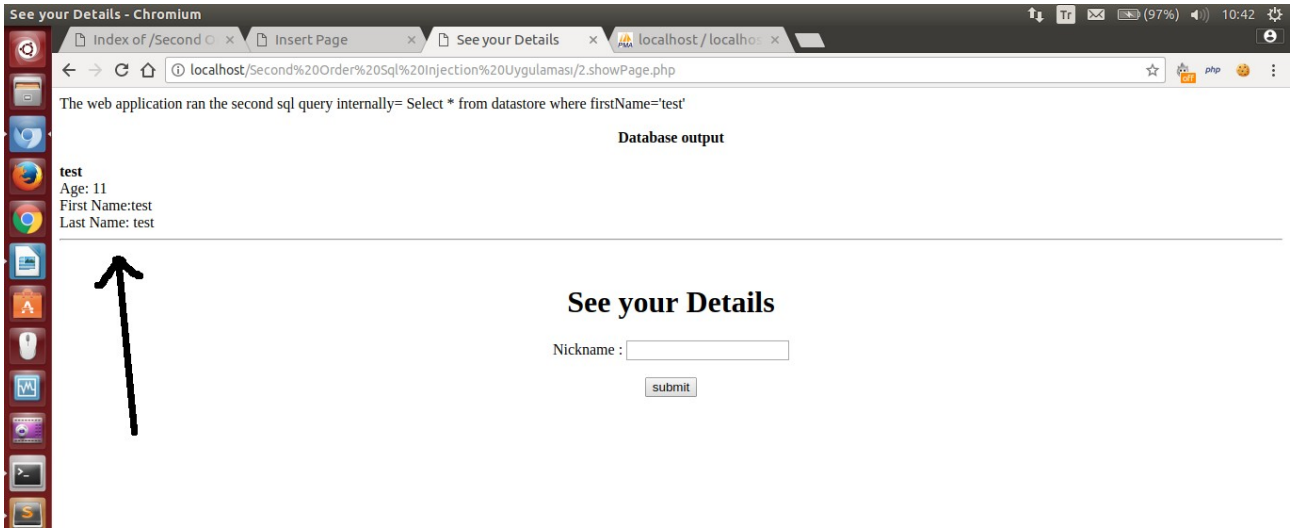 See your Details - Chromium
Tr (97%) 10:42
Index of /Second O
Insert Page
See your Details
PMA localhost / localhos
localhost/Second%20Order%20Sql%20Injection%20Uygulaması/2.showPage.php
off php
The web application ran the second sql query internally= Select * from datastore where firstName='test'
Database output
test
Age: 11
First Name:test
Last Name: test
See your Details
Nickname :
submit